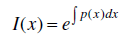 I(x) = e^{∫ p(x)dx}